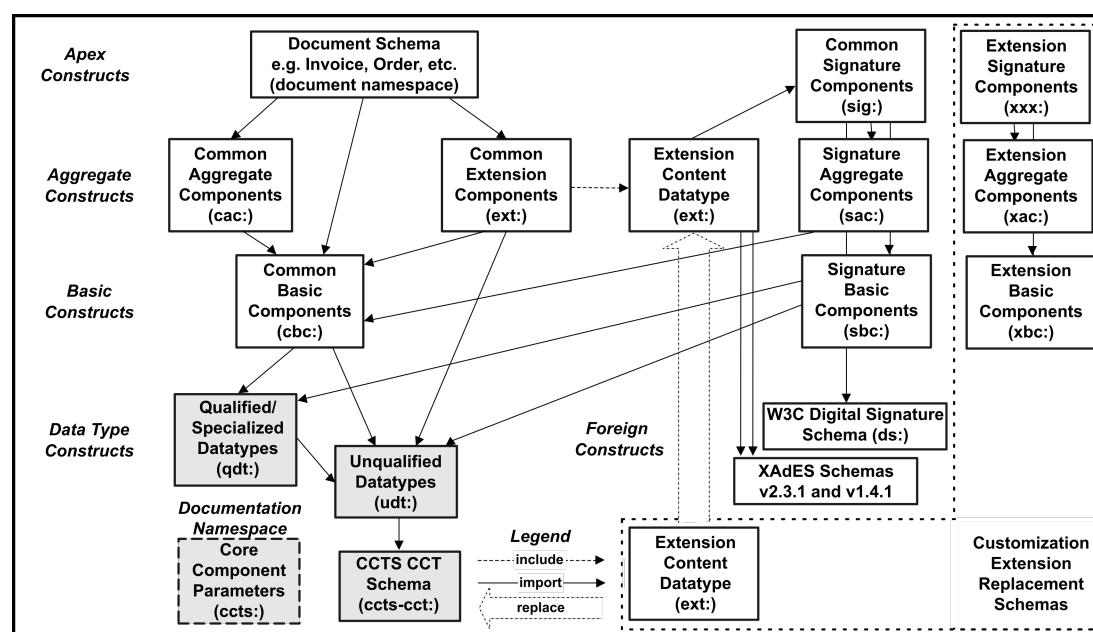 Apex
Constructs
Document Schema
e.g. Invoice, Order, etc.
(document namespace)
Common
Signature
Components
(sig:)
Extension
Signature
Components
(xxx:)
Aggregate
Constructs
Common
Aggregate
Components
(cac:)
Common
Extension
Components
(ext:)
Extension
Content
Datatype
(ext:)
Signature
Aggregate
Components
(sac:)
Extension
Aggregate
Components
(xac:)
Basic
Constructs
Common
Basic
Components
(cbc:)
Signature
Basic
Components
(sbc:)
Extension
Basic
Components
(xbc:)
Data Type
Constructs
Qualified/
Specialized
Datatypes
(qdt:)
Unqualified
Datatypes
(udt:)
Foreign
Constructs
W3C Digital Signature
Schema (ds:)
XAdES Schemas
v2.3.1 and v1.4.1
Documentation
Namespace
Core
Component
Parameters
(ccts:)
CCTS CCT
Schema
(ccts-cct:)
Legend
include
import
replace
Extension
Content
Datatype
(ext:)
Customization
Extension
Replacement
Schemas